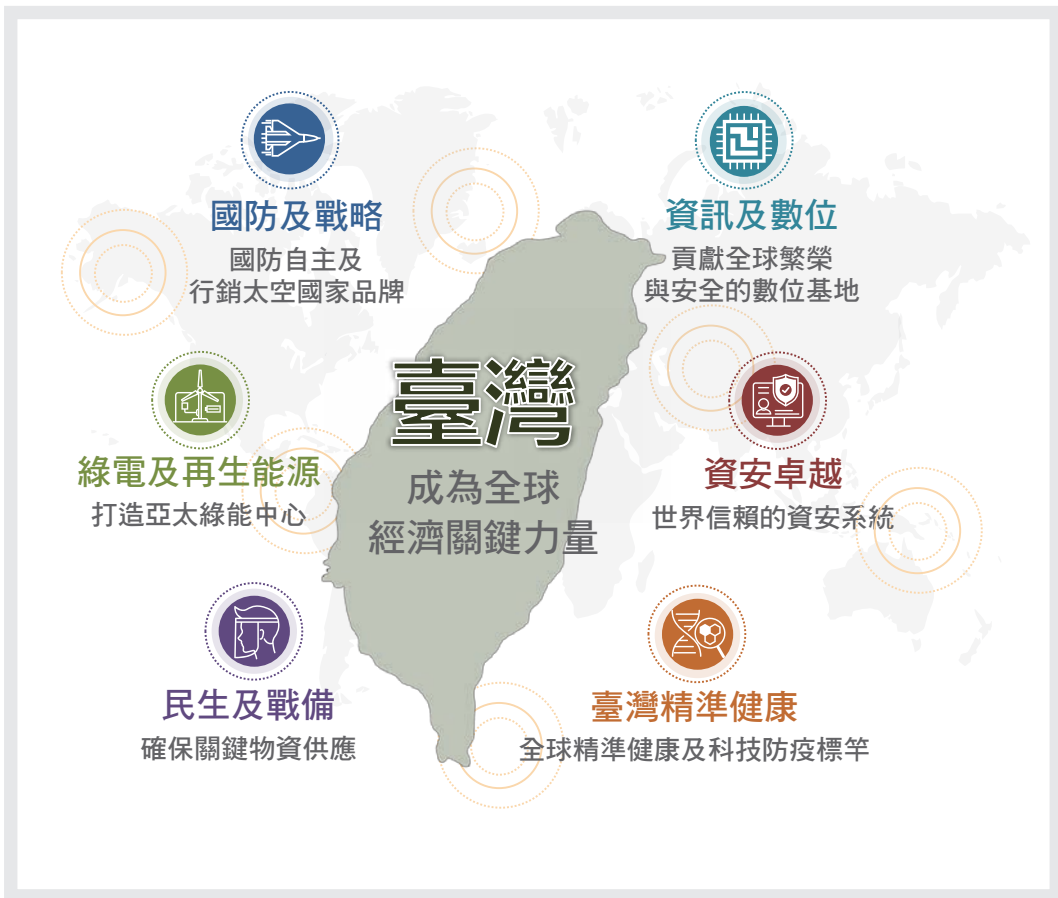 國防及戰略
國防自主及
行銷太空國家品牌
資訊及數位
貢獻全球繁榮
與安全的數位基地
臺灣
成為全球
經濟關鍵力量
綠電及再生能源
打造亞太綠能中心
資安卓越
世界信賴的資安系統
民生及戰備
確保關鍵物資供應
臺灣精準健康
全球精準健康及科技防疫標竿